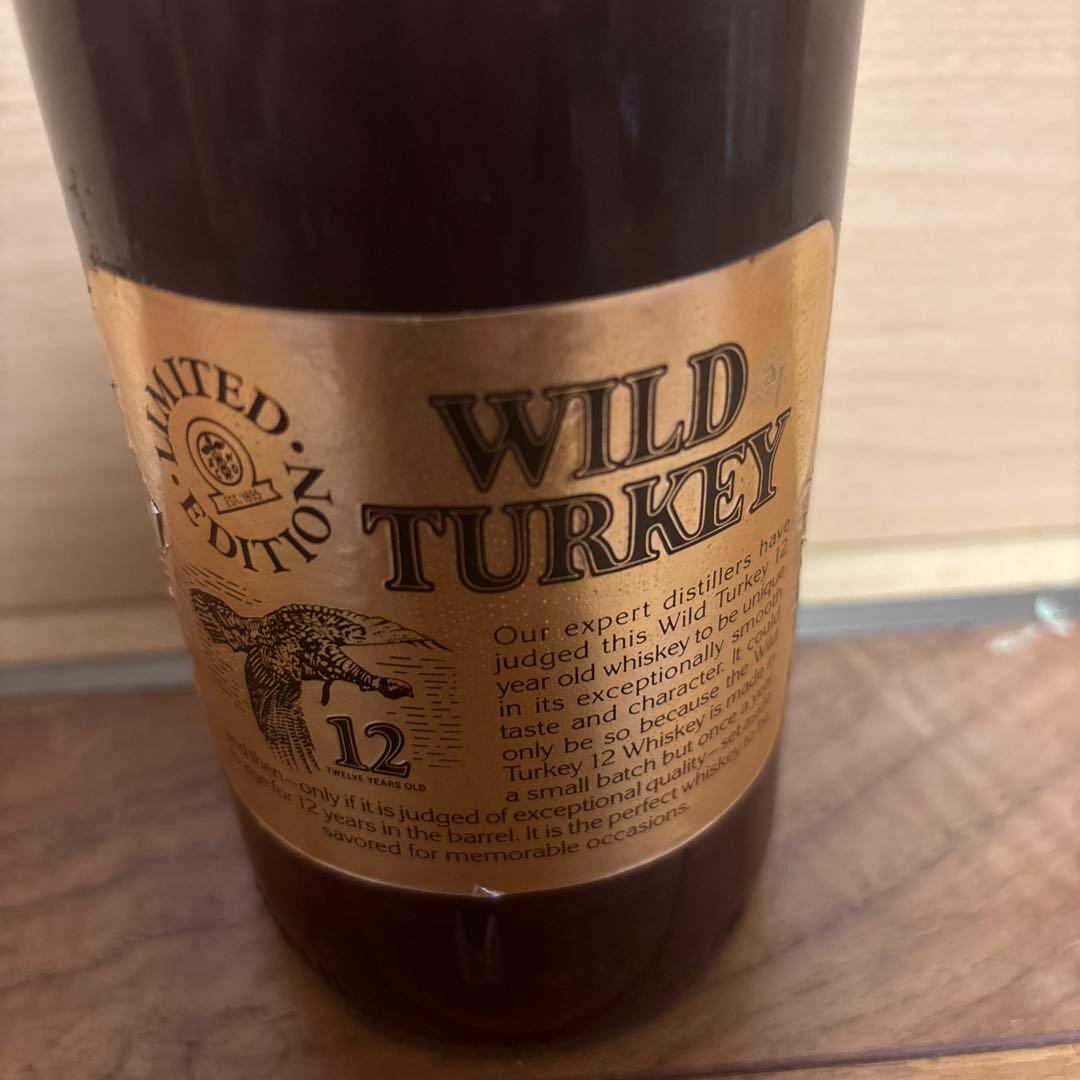 LIMITED
EDITION
EST. 1855
WILD
TURKEY
Our expert distillers have
judged this Wild Turkey 12
year old whiskey to be unique
in its exceptionally smooth
taste and character. It could
only be so because the Wild
Turkey 12 Whiskey is made in
a small batch but once a year
12
TWELVE YEARS OLD
and then—only if it is judged of exceptional quality—set aside
age for 12 years in the barrel. It is the perfect whiskey to be
savored for memorable occasions.